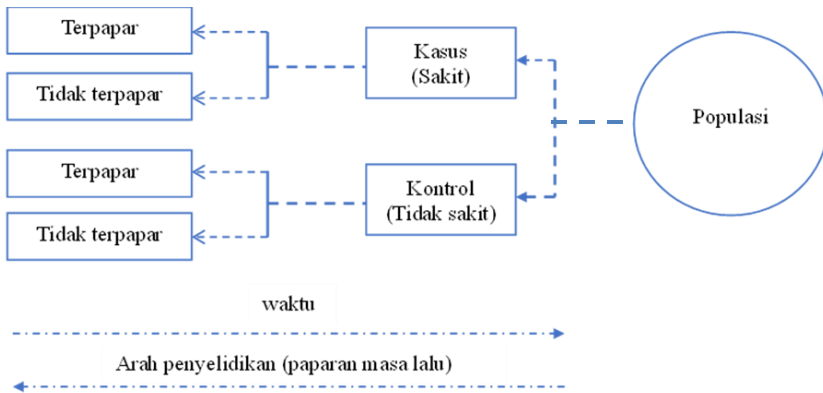 Terpapar
Tidak terpapar
Kasus
(Sakit)
Populasi
Terpapar
Tidak terpapar
Kontrol
(Tidak sakit)
waktu
Arah penyelidikan (paparan masa lalu)